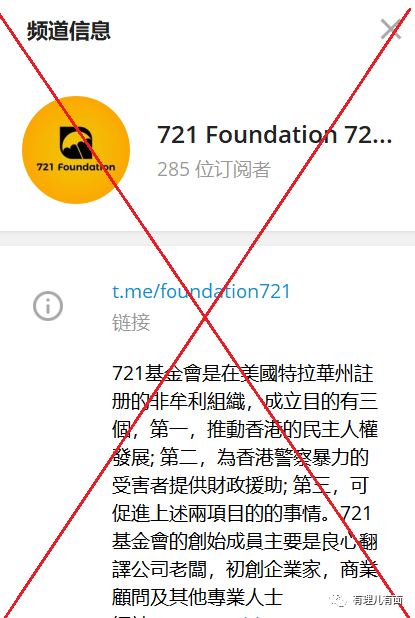 频道信息
721 Foundation
721 Foundation 72...
285 位订阅者
t.me/foundation721
链接
721基金會是在美國特拉華州註
册的非牟利組織，成立目的有三
個，第一，推動香港的民主人權
發展; 第二，為香港警察暴力的
受害者提供財政援助; 第三，可
促進上述兩項目的的事情。721
基金會的創始成員主要是良心翻
譯公司老闆，初創企業家，商業
顧問及其他專業人士
有理儿有面